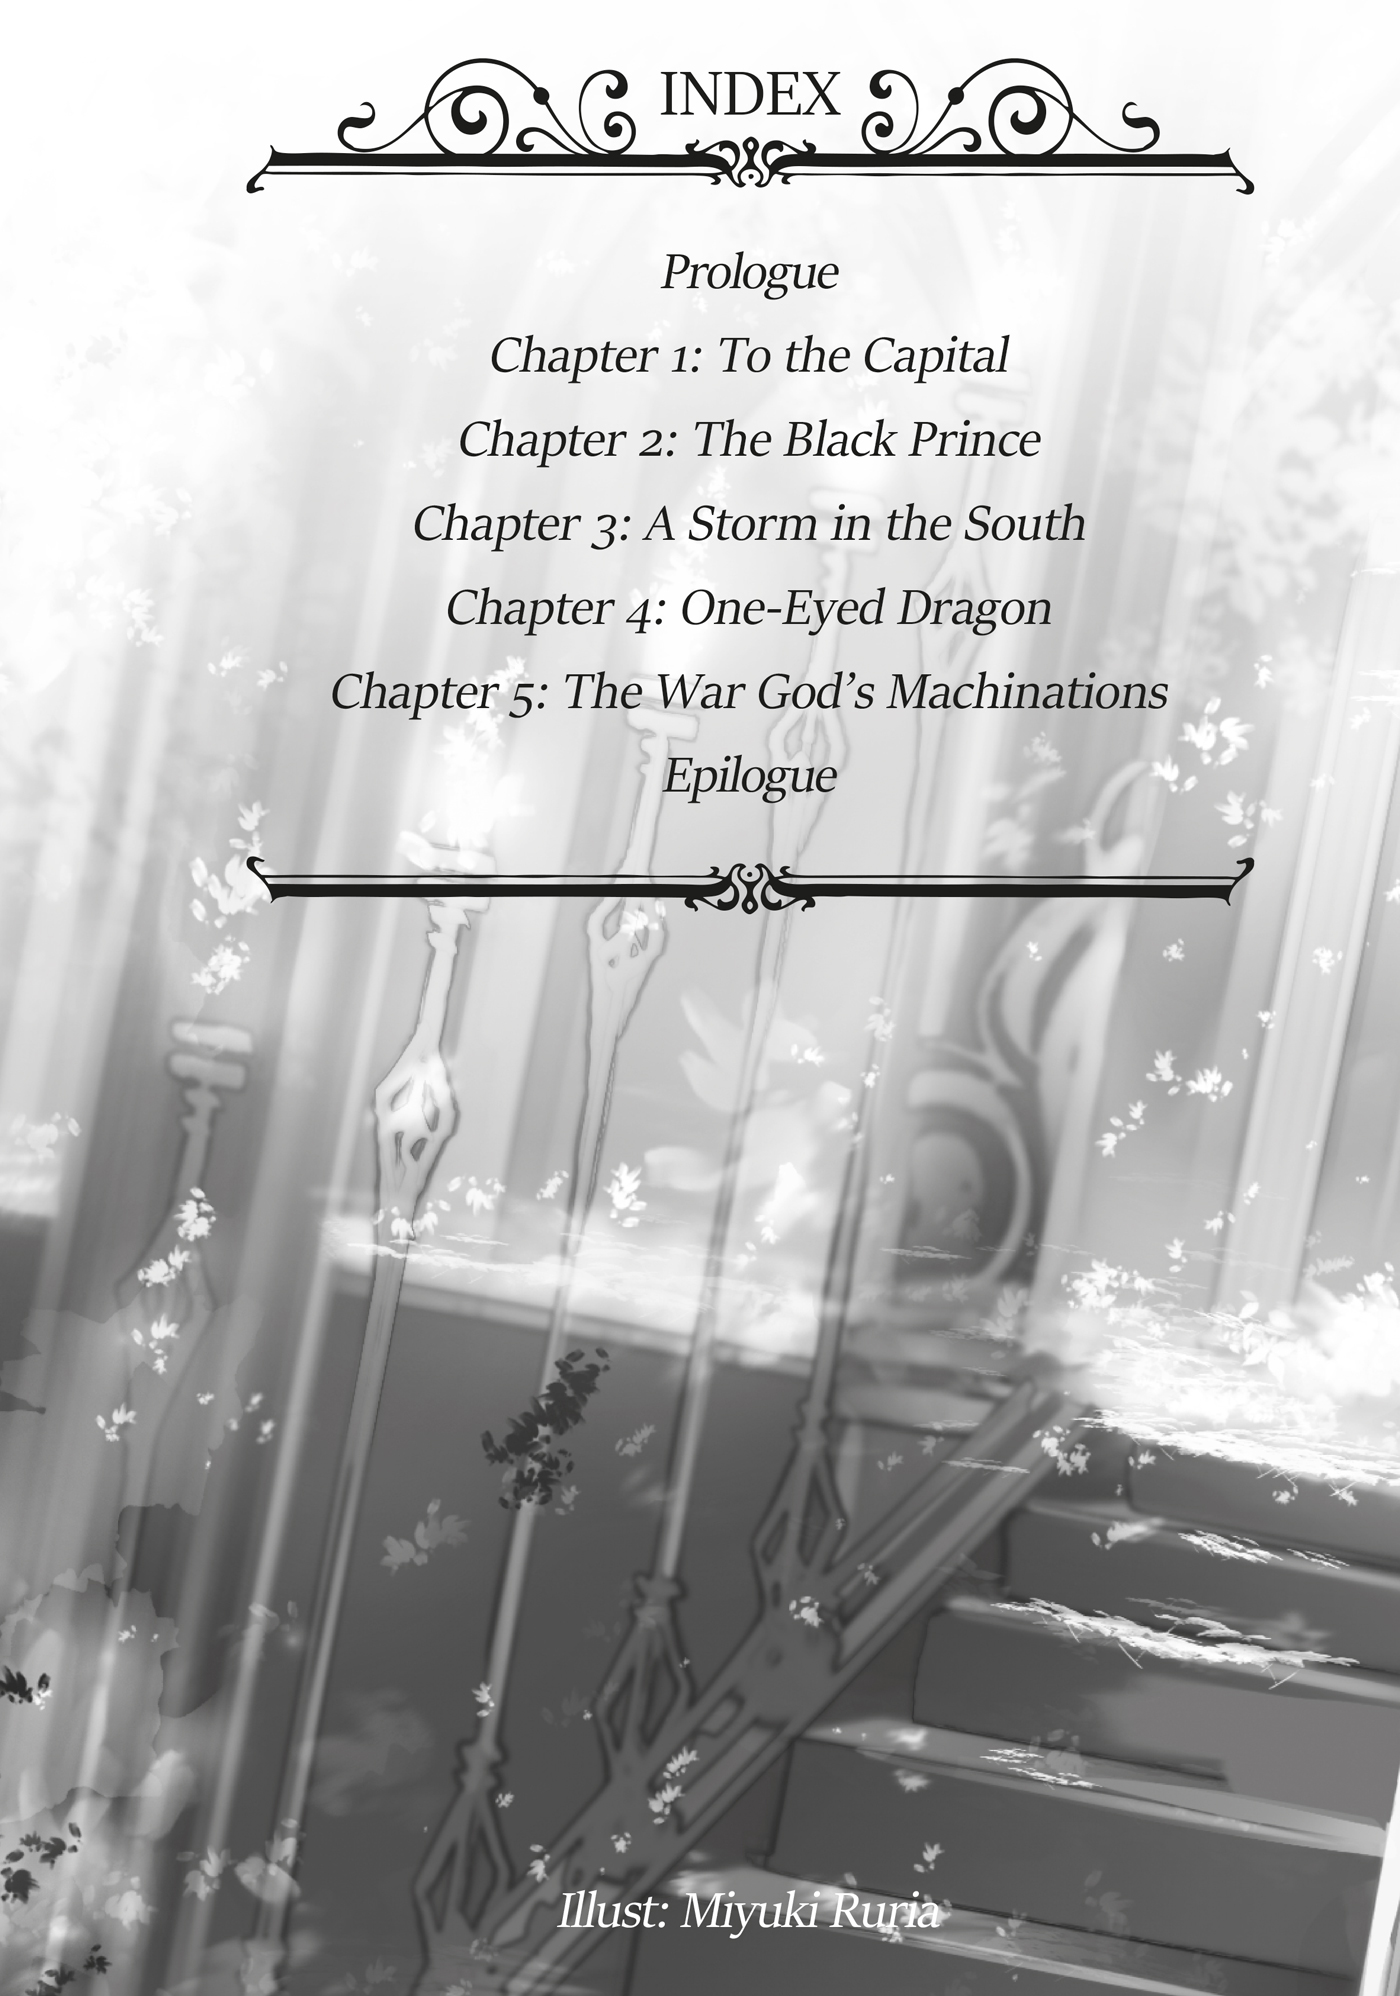 INDEX
Prologue
Chapter 1: To the Capital
Chapter 2: The Black Prince
Chapter 3: A Storm in the South
Chapter 4: One-Eyed Dragon
Chapter 5: The War God’s Machinations
Epilogue
Illust: Miyuki Ruria